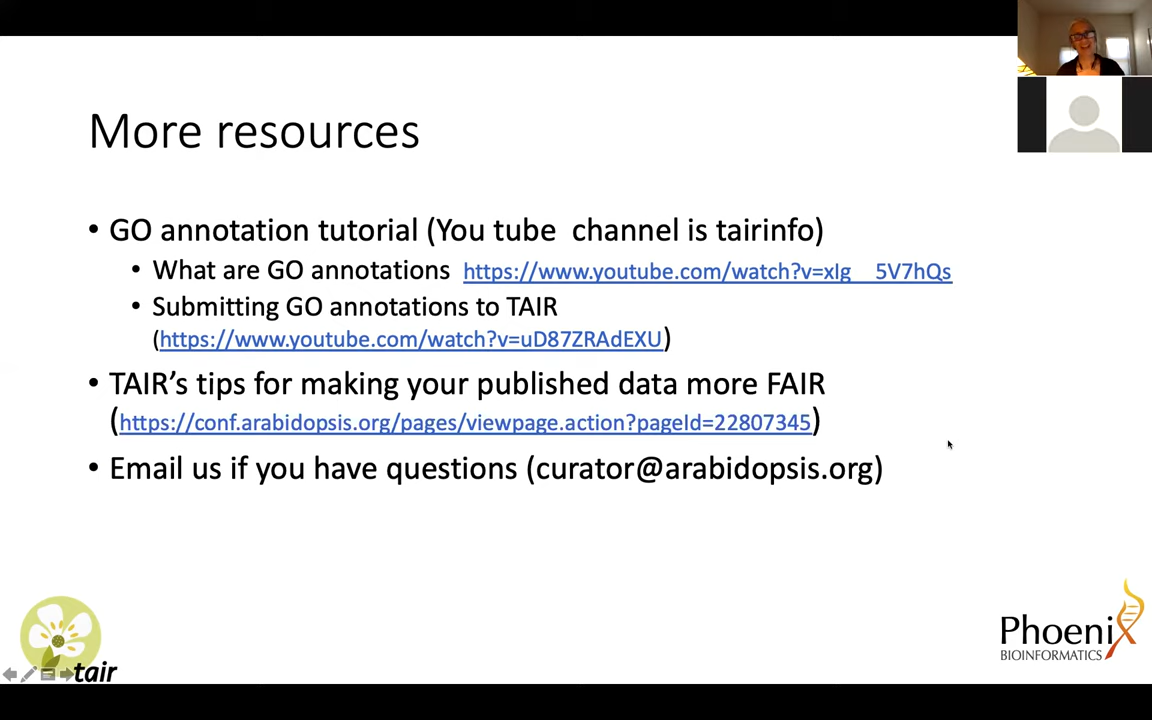 More resources
• GO annotation tutorial (You tube channel is tairinfo)
• What are GO annotations https://www.youtube.com/watch?v=xIg__5V7hQs
• Submitting GO annotations to TAIR
(https://www.youtube.com/watch?v=uD87ZRAdEXU)
• TAIR’s tips for making your published data more FAIR
(https://conf.arabidopsis.org/pages/viewpage.action?pageId=22807345)
• Email us if you have questions (curator@arabidopsis.org)
tair
Phoenix
BIOINFORMATICS